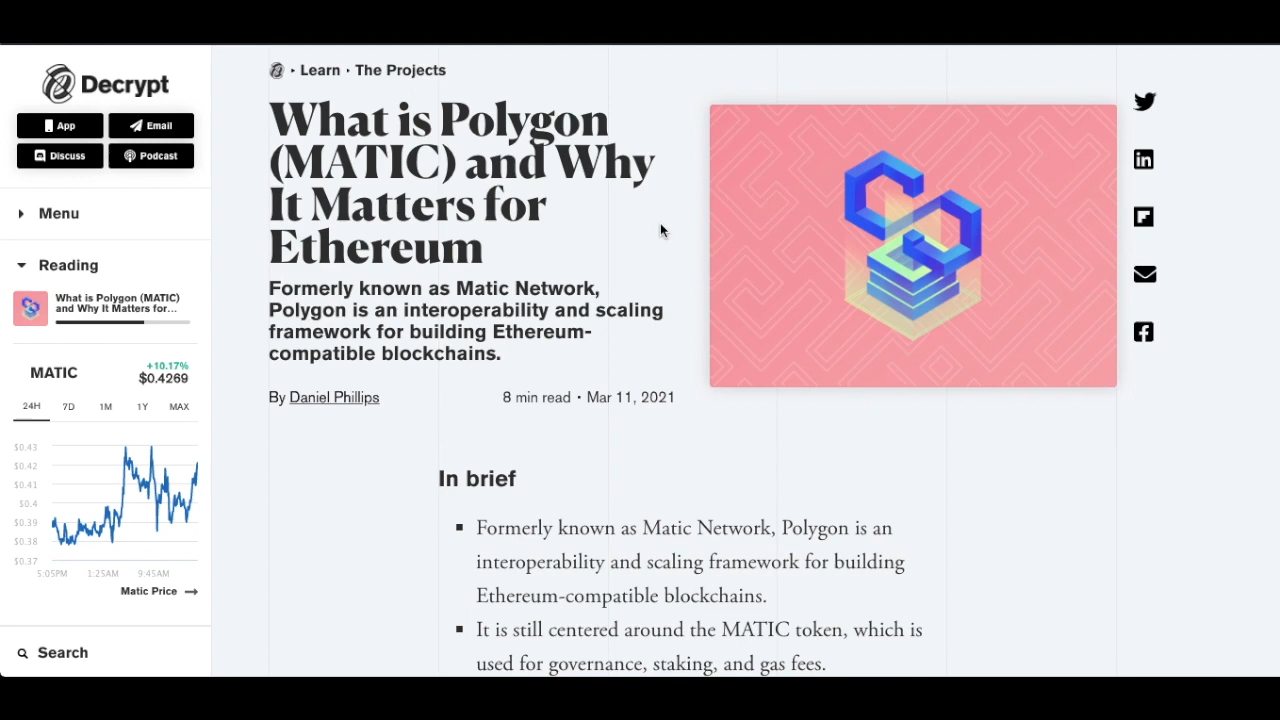 Decrypt
App
Email
Discuss
Podcast
Menu
Reading
What is Polygon (MATIC)
and Why It Matters for...
MATIC
+10.17%
$0.4269
24H 7D 1M 1Y MAX
$0.43
$0.42
$0.41
$0.4
$0.39
$0.38
$0.37
5:05PM 1:25AM 9:45AM
Matic Price →
Search
• Learn • The Projects
What is Polygon
(MATIC) and Why
It Matters for
Ethereum
Formerly known as Matic Network,
Polygon is an interoperability and scaling
framework for building Ethereum-
compatible blockchains.
By Daniel Phillips
8 min read • Mar 11, 2021
In brief
▪ Formerly known as Matic Network, Polygon is an
interoperability and scaling framework for building
Ethereum-compatible blockchains.
▪ It is still centered around the MATIC token, which is
used for governance, staking, and gas fees.